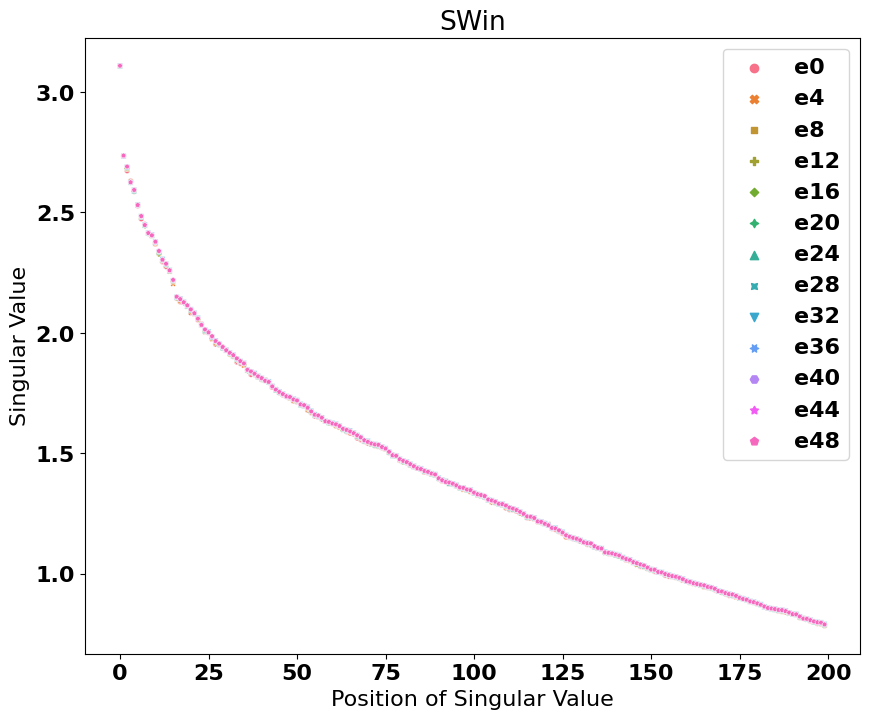 SWin
Singular Value
3.0
2.5
2.0
1.5
1.0
e0
e4
e8
e12
e16
e20
e24
e28
e32
e36
e40
e44
e48
0 25 50 75 100 125 150 175 200
Position of Singular Value